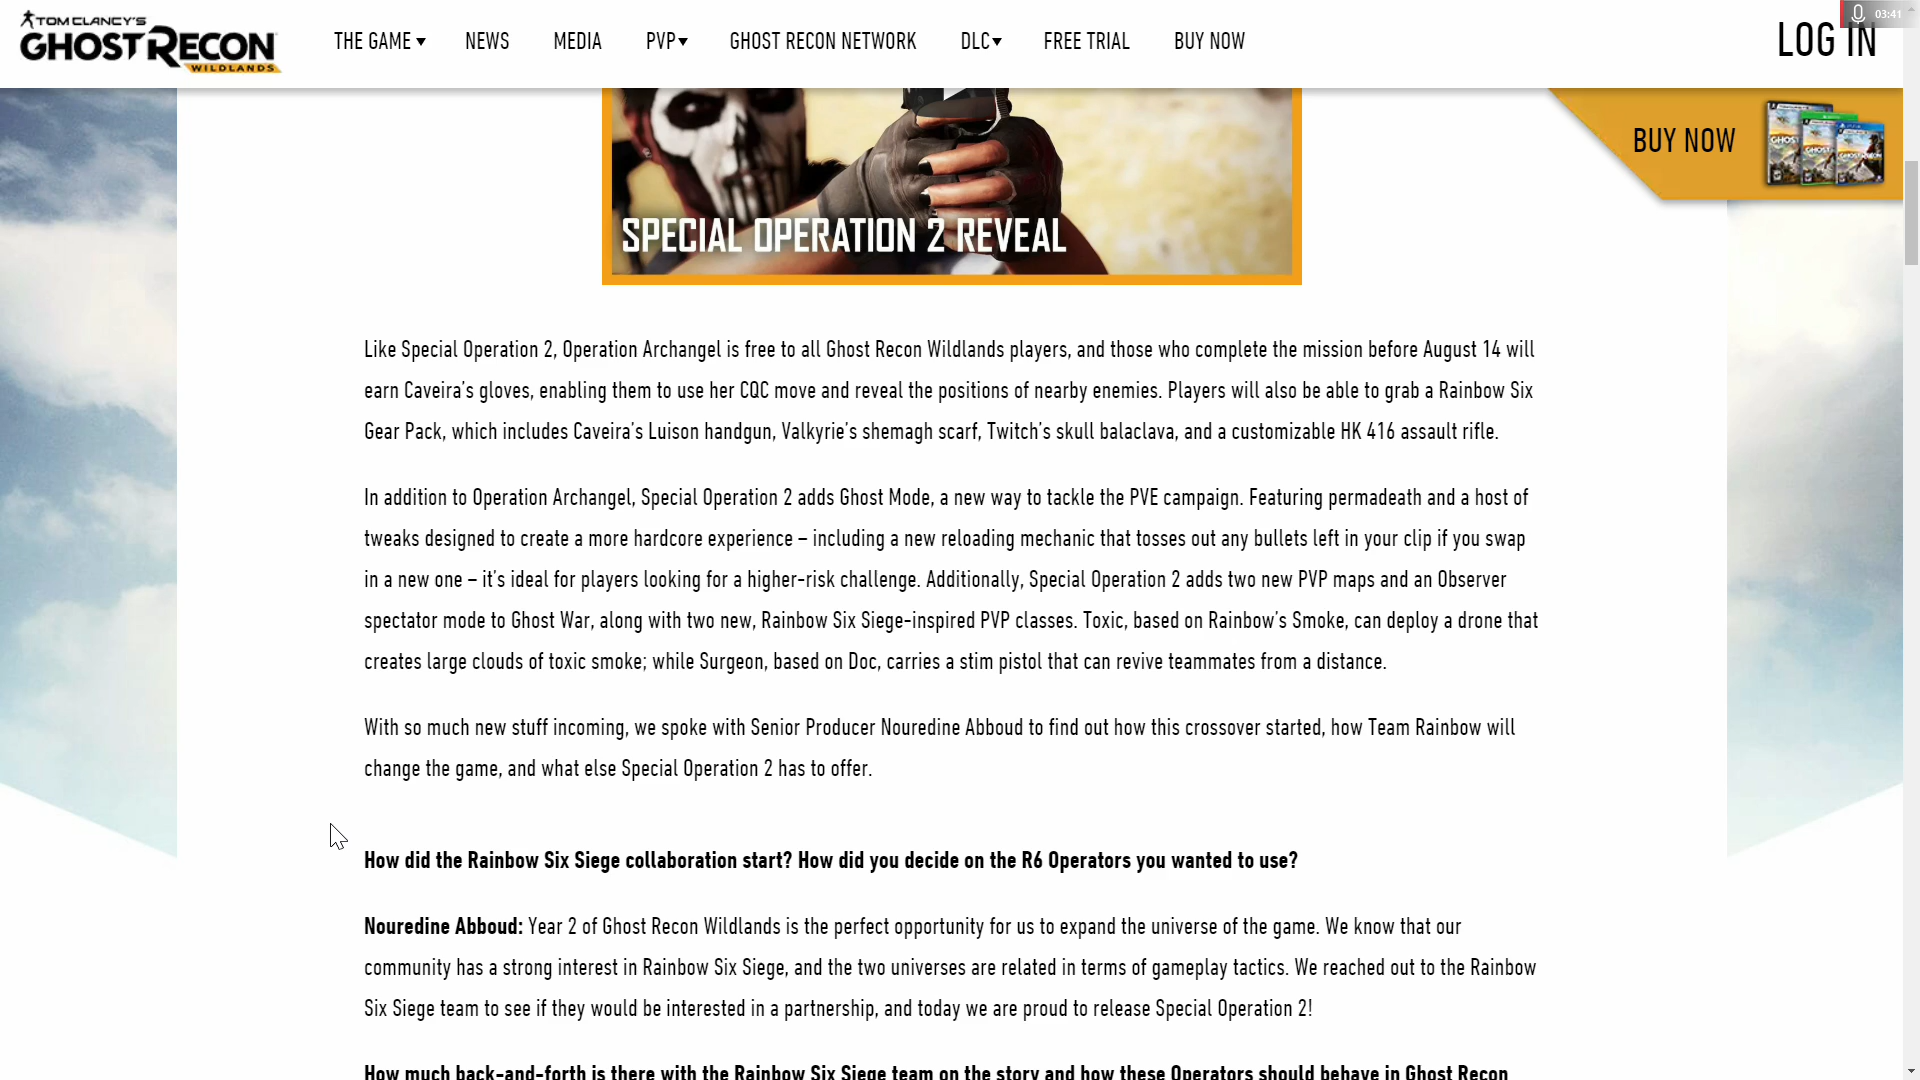 TOM CLANCY'S
GHOST RECON
WILDLANDS
THE GAME ▾ NEWS MEDIA PVP▾ GHOST RECON NETWORK DLC▾ FREE TRIAL BUY NOW
03:41
LOG IN
BUY NOW
SPECIAL OPERATION 2 REVEAL
Like Special Operation 2, Operation Archangel is free to all Ghost Recon Wildlands players, and those who complete the mission before August 14 will
earn Caveira's gloves, enabling them to use her CQC move and reveal the positions of nearby enemies. Players will also be able to grab a Rainbow Six
Gear Pack, which includes Caveira's Luison handgun, Valkyrie's shemagh scarf, Twitch's skull balaclava, and a customizable HK 416 assault rifle.
In addition to Operation Archangel, Special Operation 2 adds Ghost Mode, a new way to tackle the PVE campaign. Featuring permadeath and a host of
tweaks designed to create a more hardcore experience – including a new reloading mechanic that tosses out any bullets left in your clip if you swap
in a new one – it's ideal for players looking for a higher-risk challenge. Additionally, Special Operation 2 adds two new PVP maps and an Observer
spectator mode to Ghost War, along with two new, Rainbow Six Siege-inspired PVP classes. Toxic, based on Rainbow's Smoke, can deploy a drone that
creates large clouds of toxic smoke; while Surgeon, based on Doc, carries a stim pistol that can revive teammates from a distance.
With so much new stuff incoming, we spoke with Senior Producer Nouredine Abboud to find out how this crossover started, how Team Rainbow will
change the game, and what else Special Operation 2 has to offer.
How did the Rainbow Six Siege collaboration start? How did you decide on the R6 Operators you wanted to use?
Nouredine Abboud: Year 2 of Ghost Recon Wildlands is the perfect opportunity for us to expand the universe of the game. We know that our
community has a strong interest in Rainbow Six Siege, and the two universes are related in terms of gameplay tactics. We reached out to the Rainbow
Six Siege team to see if they would be interested in a partnership, and today we are proud to release Special Operation 2!
How much back-and-forth is there with the Rainbow Six Siege team on the story and how these Operators should behave in Ghost Recon